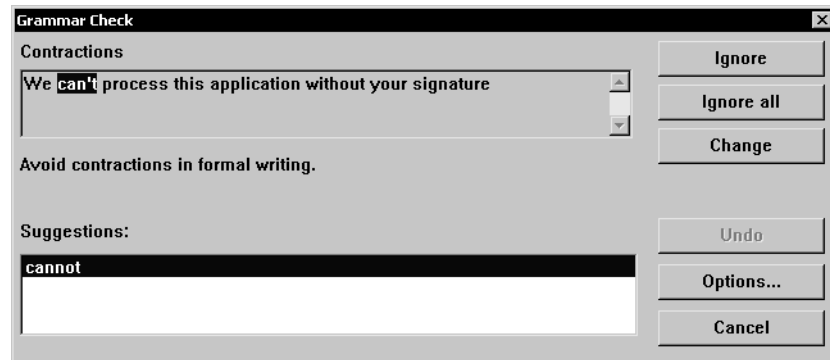 Grammar Check
Contractions
We can't process this application without your signature
Avoid contractions in formal writing.
Suggestions:
cannot
Ignore
Ignore all
Change
Undo
Options...
Cancel